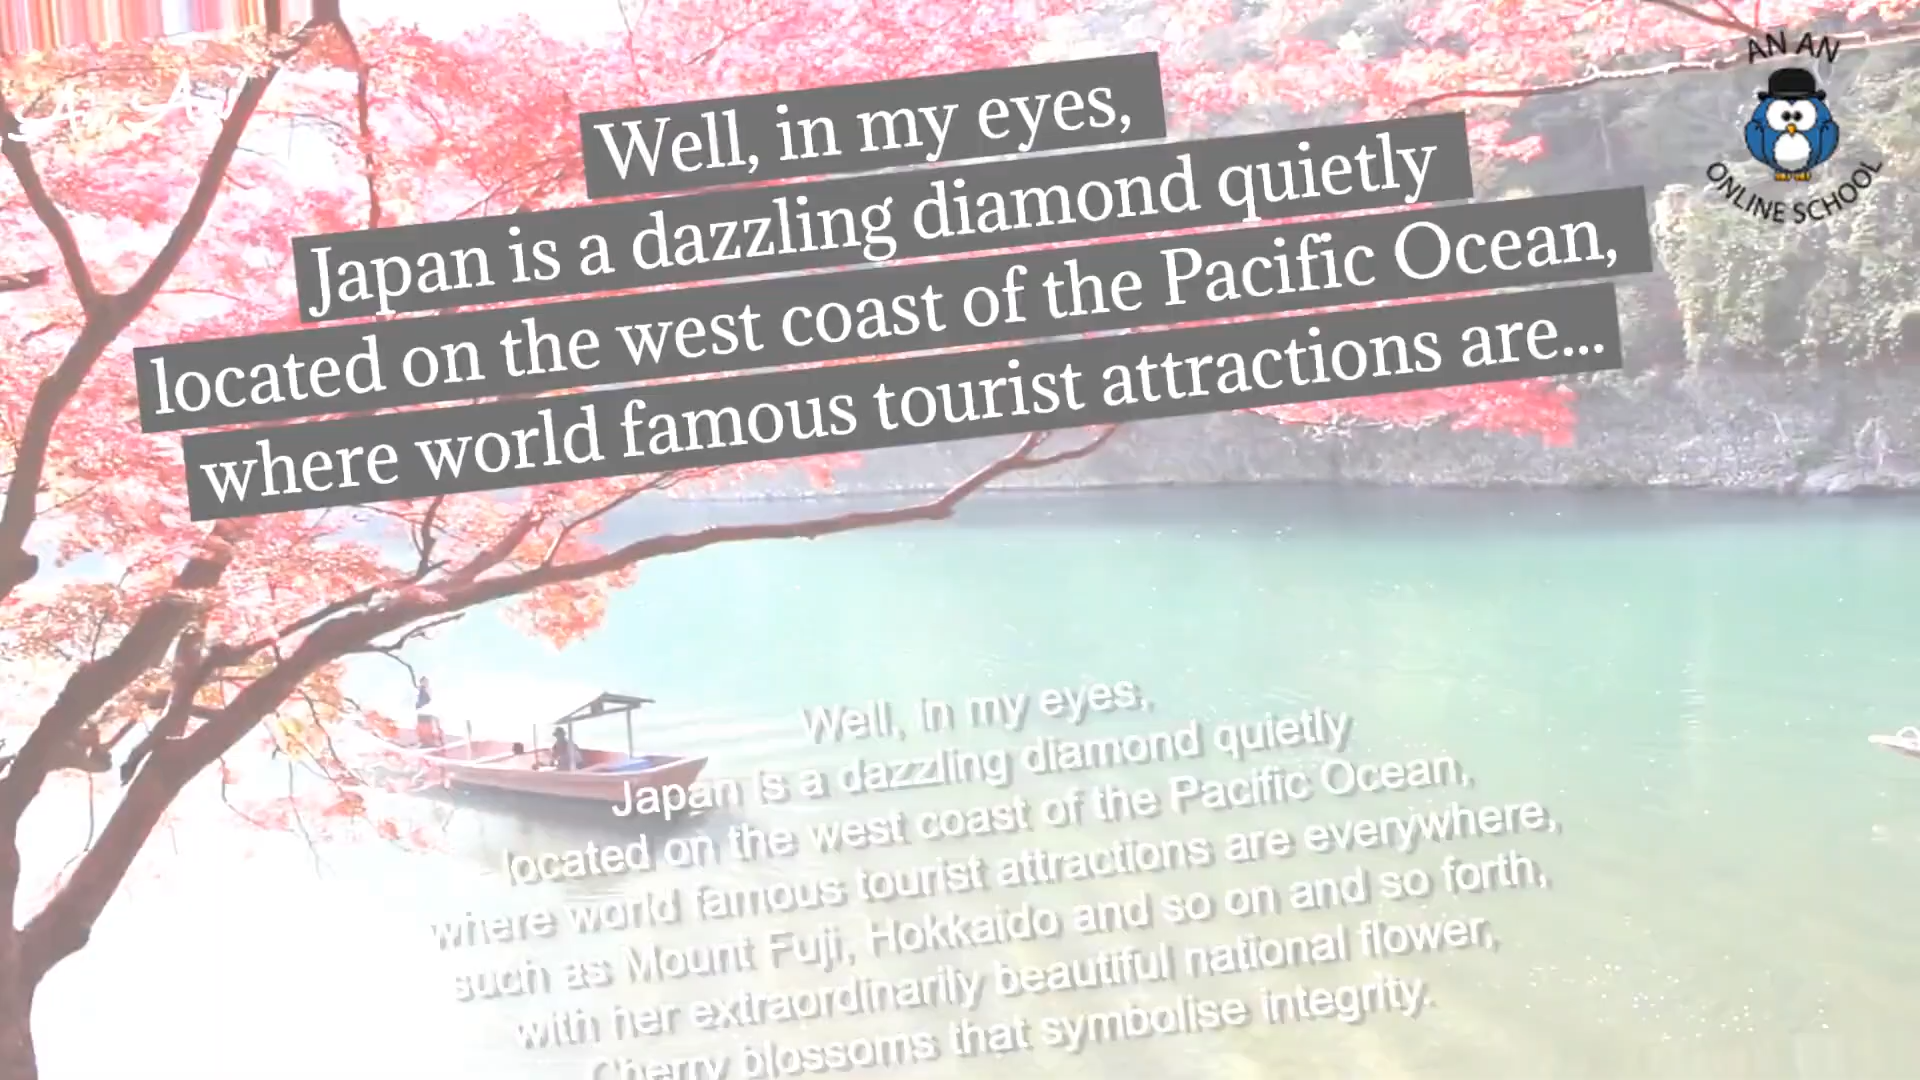 AN AN
ONLINE SCHOOL
Well, in my eyes,
Japan is a dazzling diamond quietly
located on the west coast of the Pacific Ocean,
where world famous tourist attractions are...
Well, in my eyes,
Japan is a dazzling diamond quietly
located on the west coast of the Pacific Ocean,
where world famous tourist attractions are everywhere,
such as Mount Fuji, Hokkaido and so on and so forth,
with her extraordinarily beautiful national flower,
Cherry blossoms that symbolise integrity.